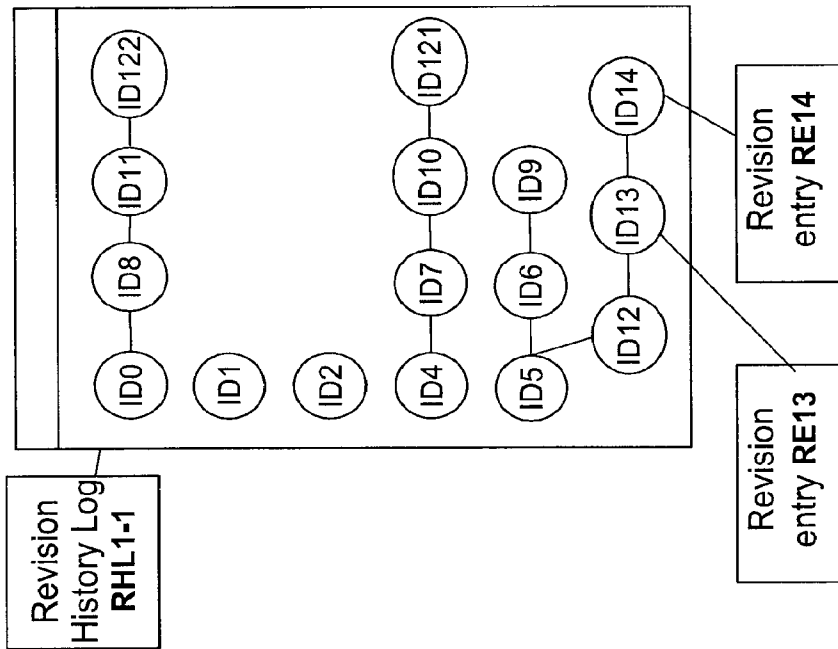 Revision
History Log
RHL1-1
ID0 ID8 ID11 ID122
ID1
ID2
ID4 ID7 ID10 ID121
ID5 ID6 ID9
ID12 ID13 ID14
Revision
entry RE13
Revision
entry RE14